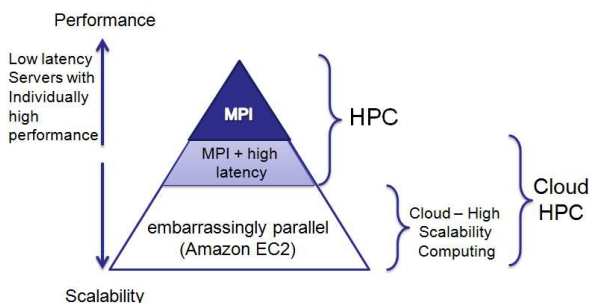 Performance
Low latency
Servers with
Individually
high
performance
MPI
HPC
MPI + high
latency
embarrassingly parallel
(Amazon EC2)
Cloud – High
Scalability
Computing
Cloud
HPC
Scalability